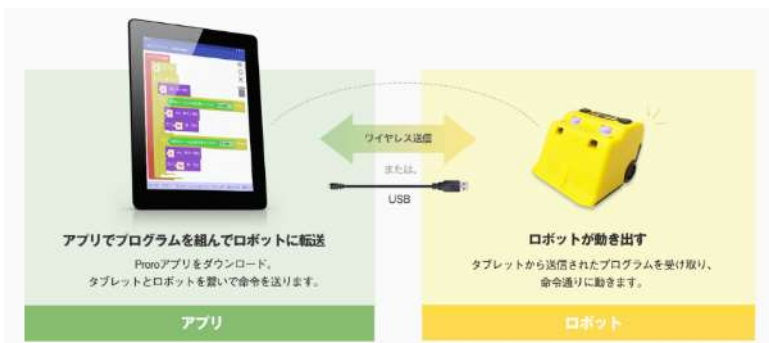 ワイヤレス送信
または、
USB
アプリでプログラムを組んでロボットに転送
Proroアプリをダウンロード。
タブレットとロボットを繋いで命令を送ります。
アプリ
ロボットが動き出す
タブレットから送信されたプログラムを受け取り、
命令通りに動きます。
ロボット